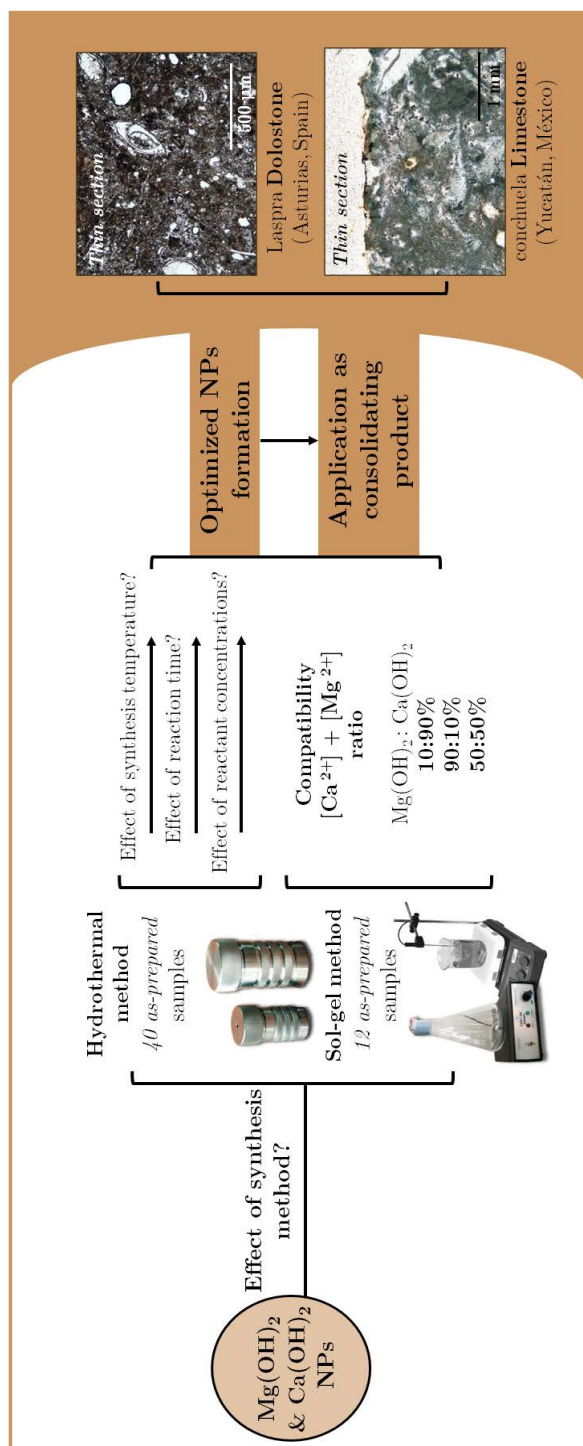 Mg(OH)₂
& Ca(OH)₂
NPs
Effect of synthesis
method?
Hydrothermal
method
40 as-prepared
samples
Sol-gel method
12 as-prepared
samples
Effect of synthesis temperature?
Effect of reaction time?
Effect of reactant concentrations?
Compatibility
[Ca²⁺] + [Mg²⁺]
ratio
Mg(OH)₂: Ca(OH)₂
10:90%
90:10%
50:50%
Optimized NPs
formation
Application as
consolidating
product
Thin section
500 µm
Laspra Dolostone
(Asturias, Spain)
Thin section
1 mm
conchuela Limestone
(Yucatán, México)